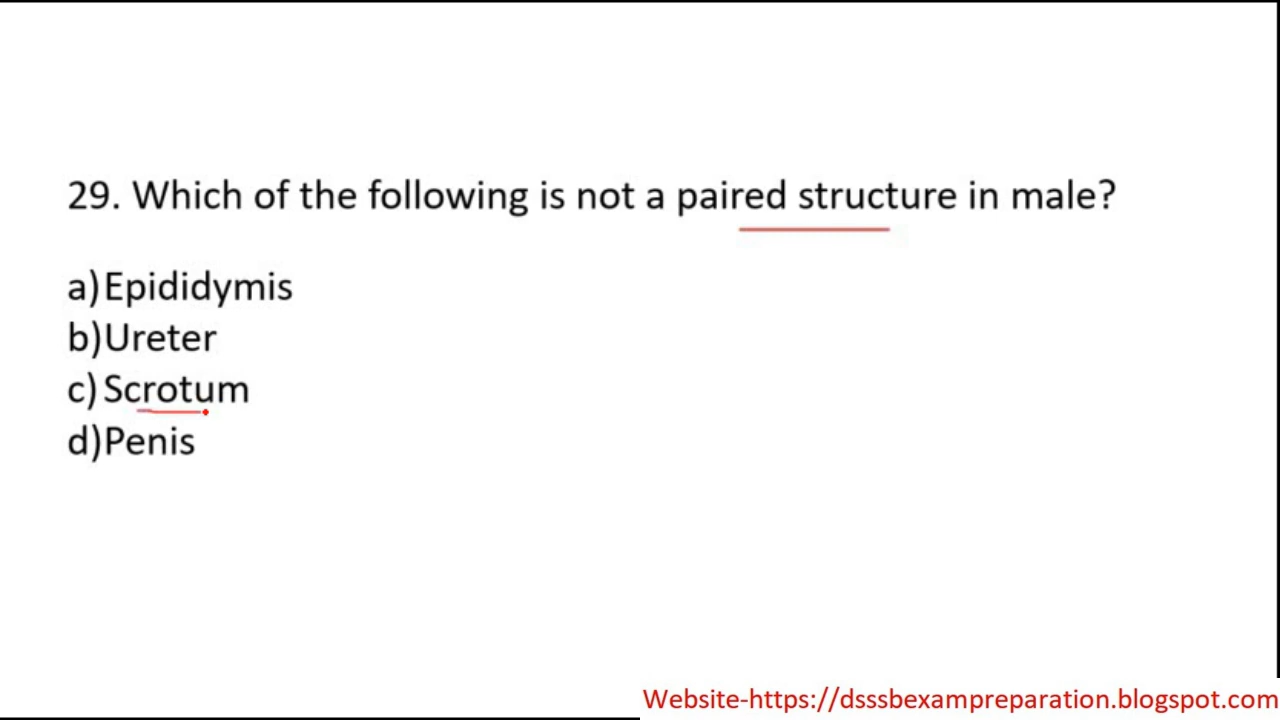 29. Which of the following is not a paired structure in male?
a) Epididymis
b) Ureter
c) Scrotum
d) Penis
Website-https://dsssbexampreparation.blogspot.com